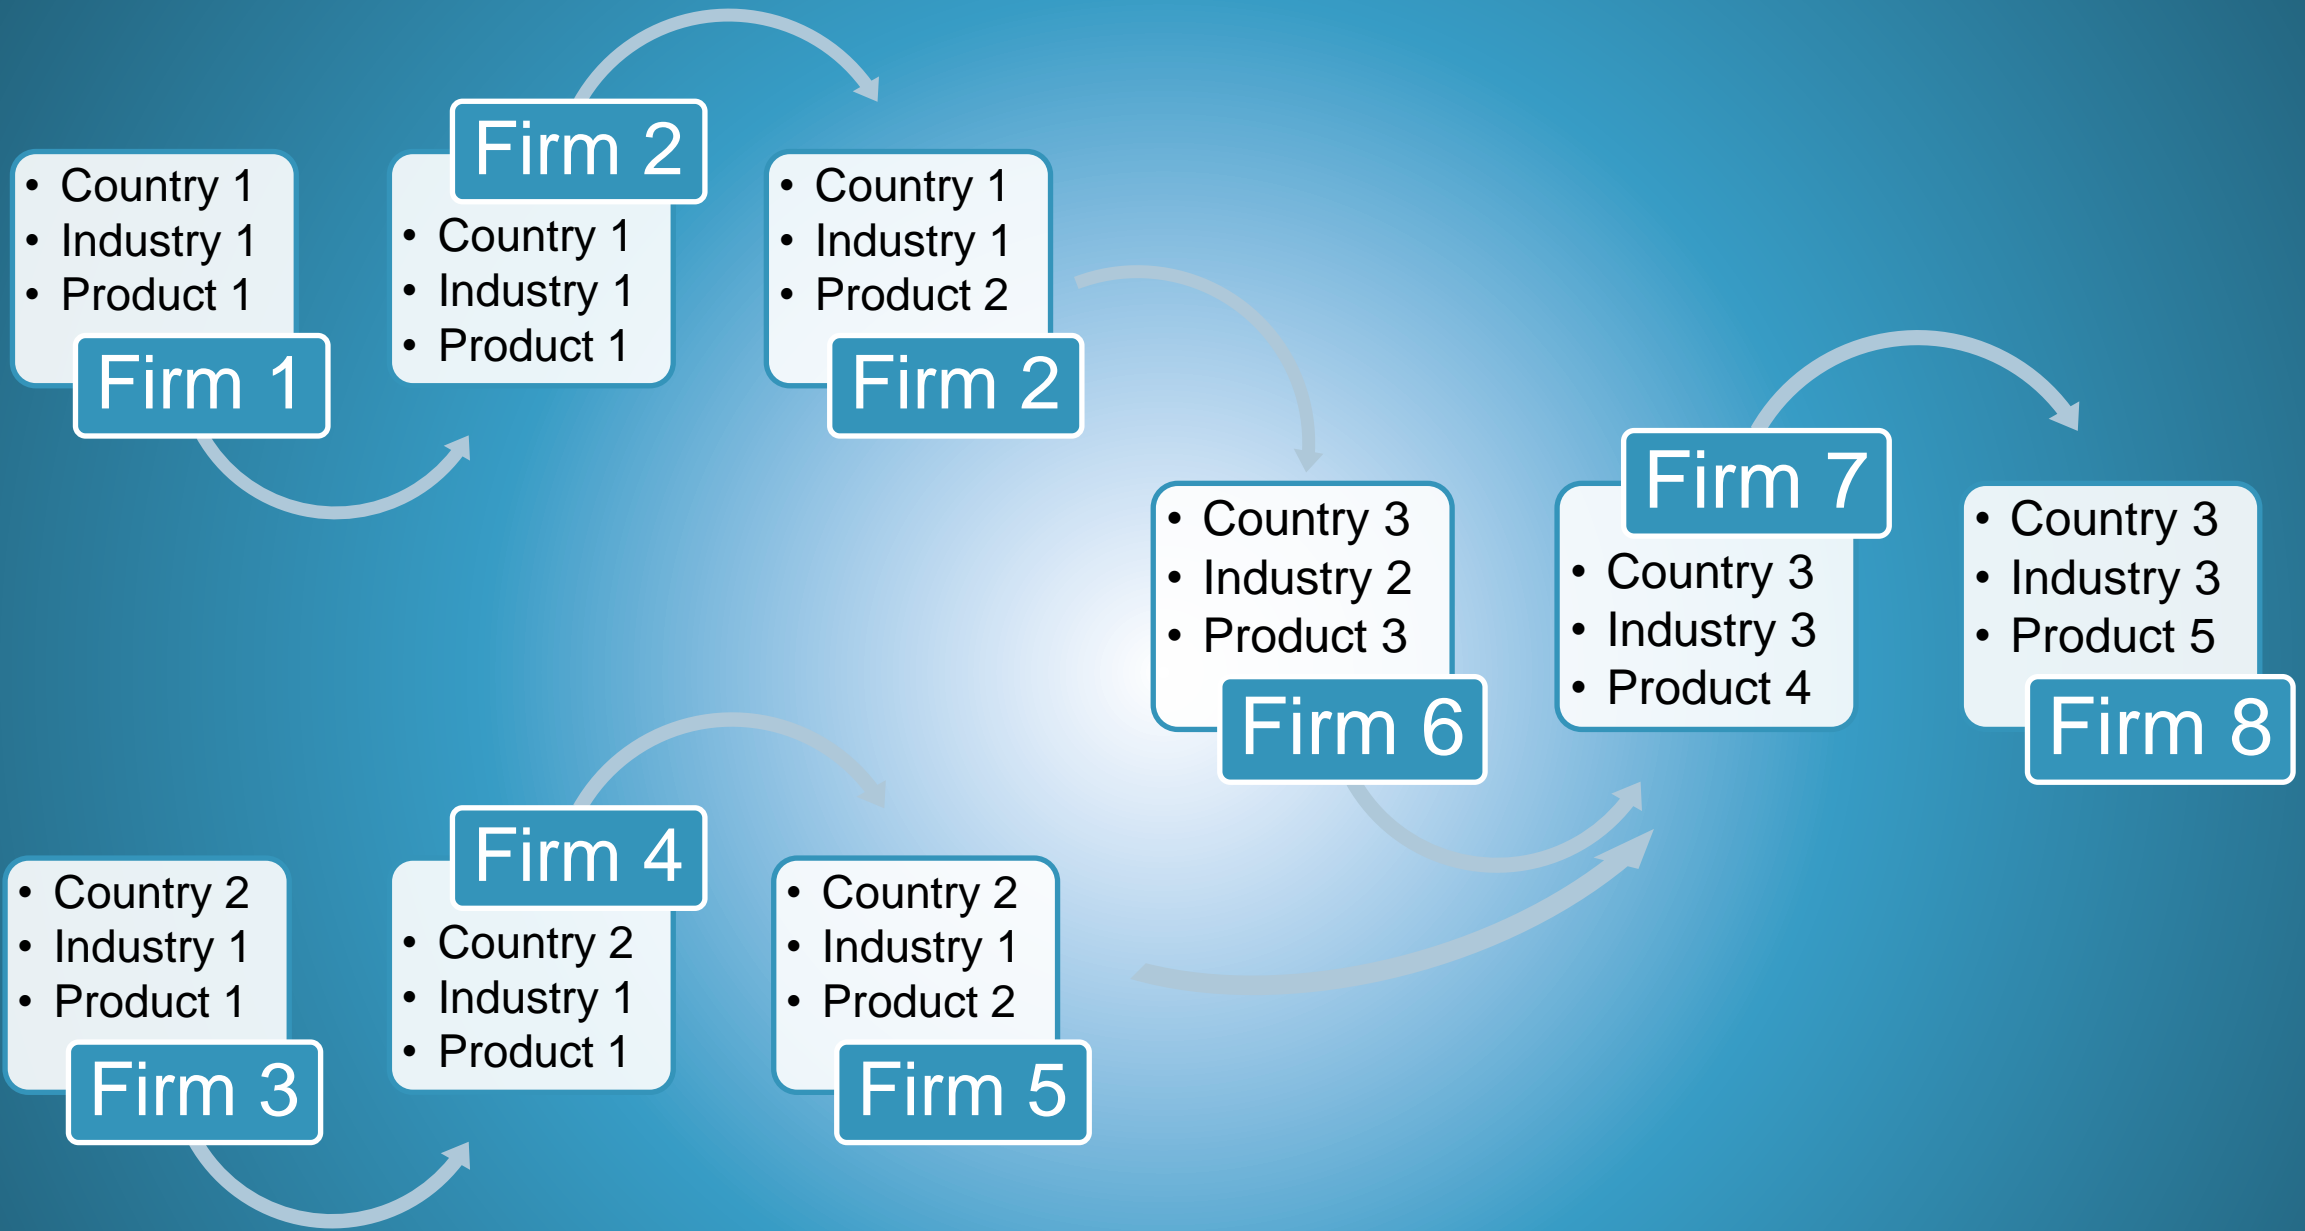 • Country 1
• Industry 1
• Product 1
Firm 1
Firm 2
• Country 1
• Industry 1
• Product 1
• Country 1
• Industry 1
• Product 2
Firm 2
• Country 3
• Industry 2
• Product 3
Firm 6
Firm 7
• Country 3
• Industry 3
• Product 4
• Country 3
• Industry 3
• Product 5
Firm 8
• Country 2
• Industry 1
• Product 1
Firm 3
Firm 4
• Country 2
• Industry 1
• Product 1
• Country 2
• Industry 1
• Product 2
Firm 5